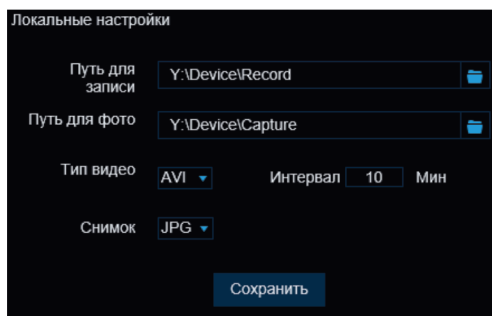 Локальные настройки
Путь для
записи
Y:\Device\Record
Путь для фото
Y:\Device\Capture
Тип видео
AVI
Интервал
10
Мин
Снимок
JPG
Сохранить